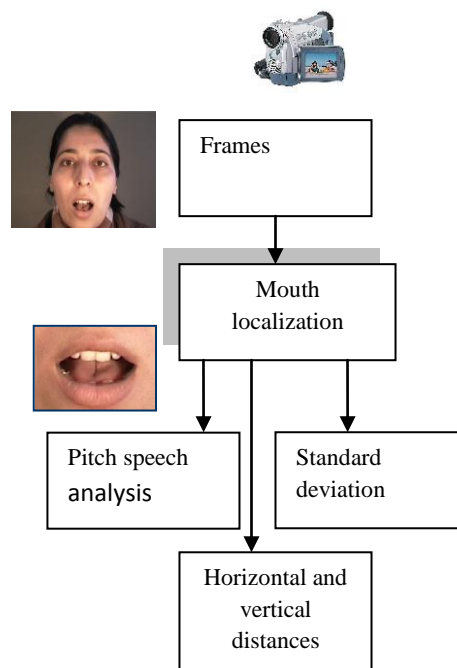 Frames
Mouth
localization
Pitch speech
analysis
Standard
deviation
Horizontal and
vertical
distances